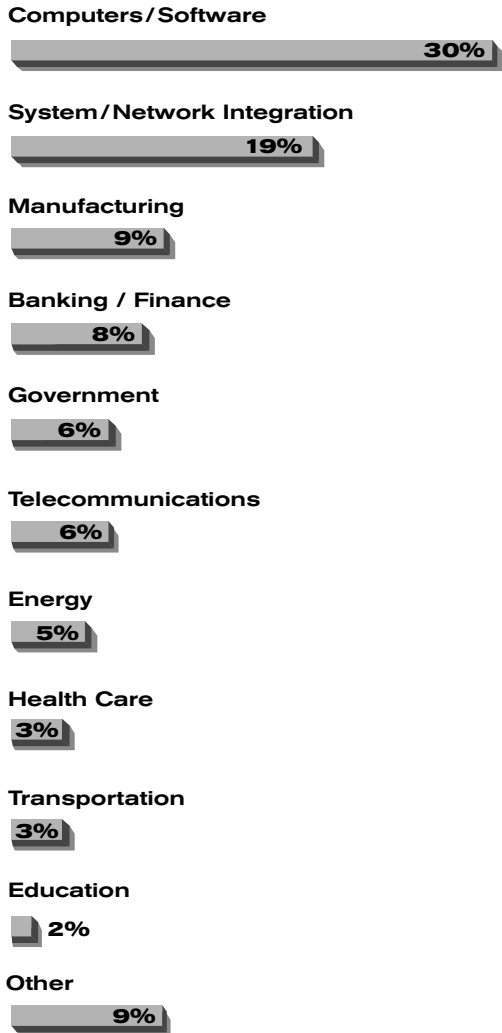 Computers/Software
30%
System/Network Integration
19%
Manufacturing
9%
Banking / Finance
8%
Government
6%
Telecommunications
6%
Energy
5%
Health Care
3%
Transportation
3%
Education
2%
Other
9%